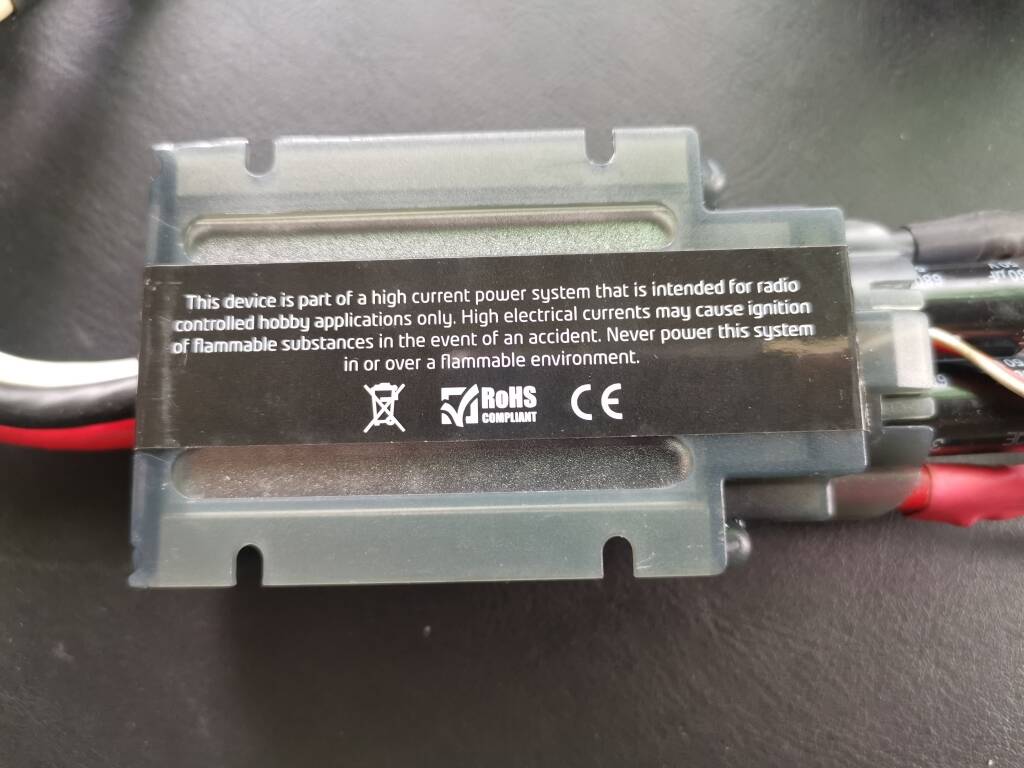 This device is part of a high current power system that is intended for radio
controlled hobby applications only. High electrical currents may cause ignition
of flammable substances in the event of an accident. Never power this system
in or over a flammable environment.
RoHS
COMPLIANT
CE